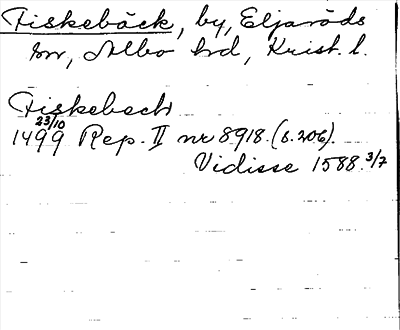 Fiskebäck, by, Eljaröds
sn, Albo hd, Krist. l.
Fiskebeck
23/10
1499 Rep. II nr 8918. (s. 206).
Vidisse 1588 3/7